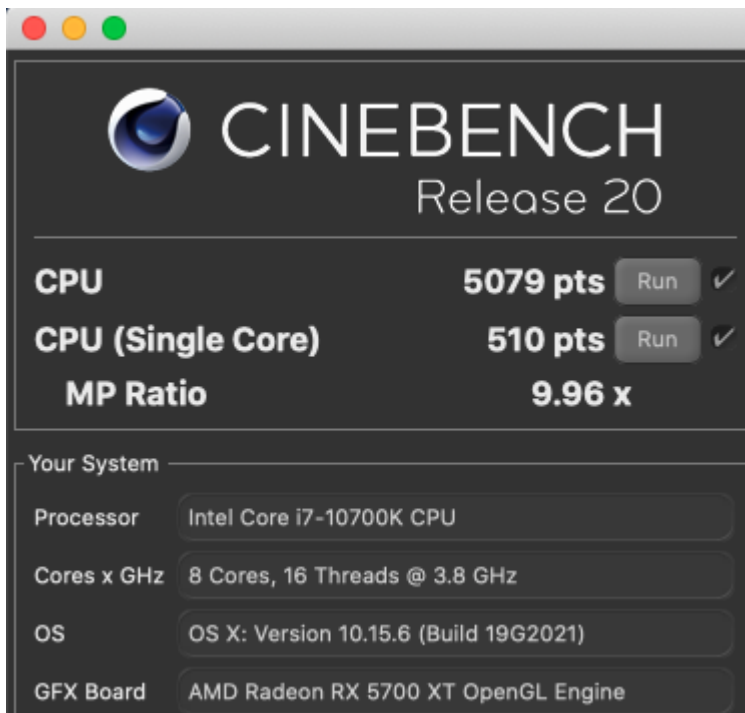 CINEBENCH
Release 20
CPU 5079 pts Run
CPU (Single Core) 510 pts Run
MP Ratio 9.96 x
Your System
Processor Intel Core i7-10700K CPU
Cores x GHz 8 Cores, 16 Threads @ 3.8 GHz
OS OS X: Version 10.15.6 (Build 19G2021)
GFX Board AMD Radeon RX 5700 XT OpenGL Engine